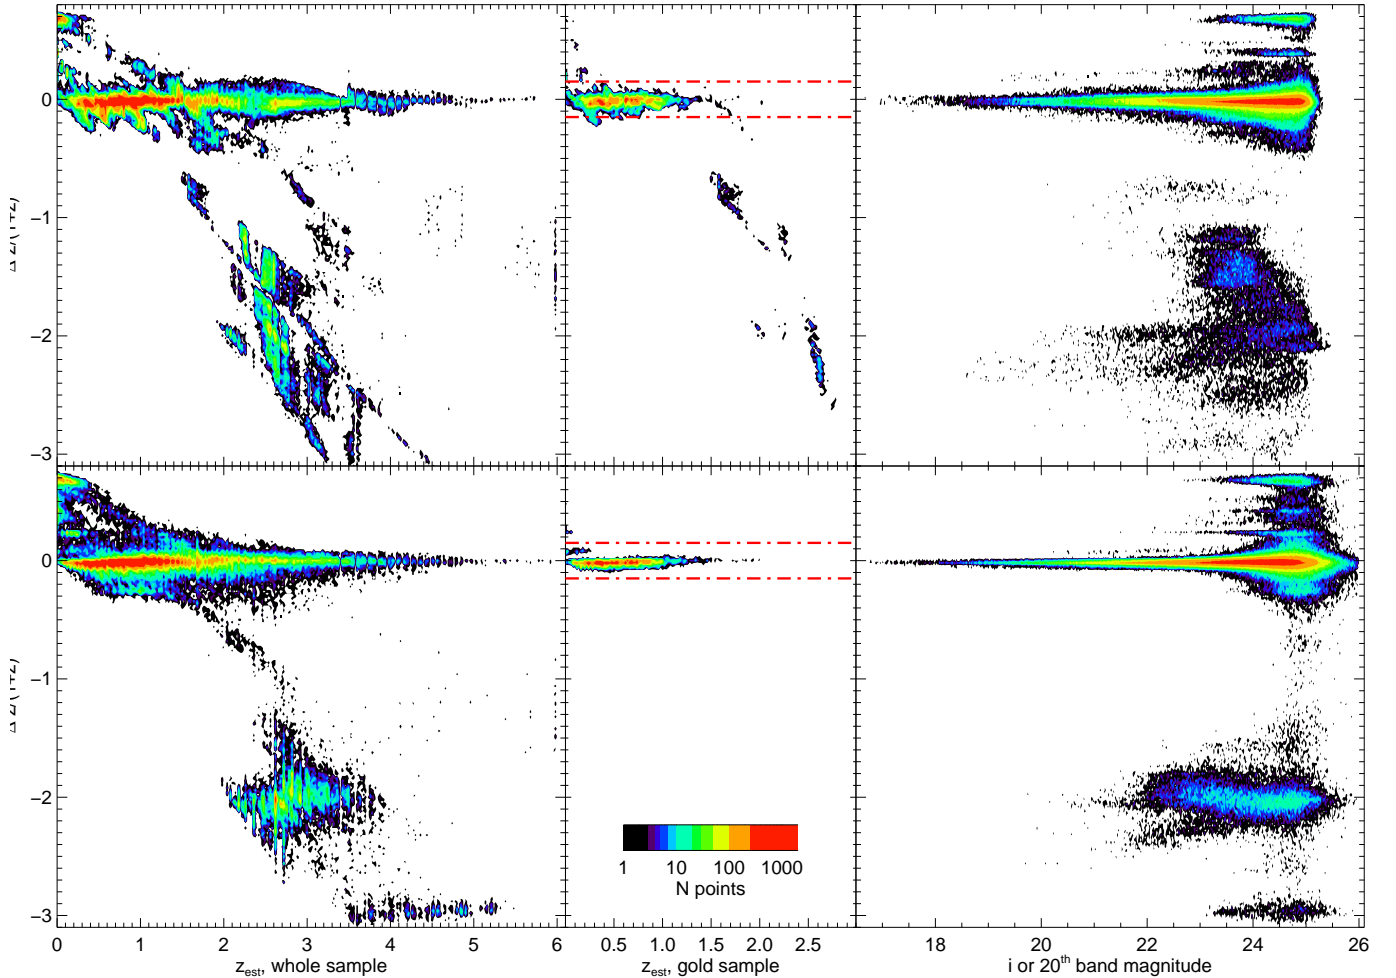 0
−1
−2
−3
0
−1
−2
−3
1 10 100 1000
N points
0 1 2 3 4 5 6
0.5 1.0 1.5 2.0 2.5
18 20 22 24 26
z_est, whole sample
z_est, gold sample
i or 20^th band magnitude